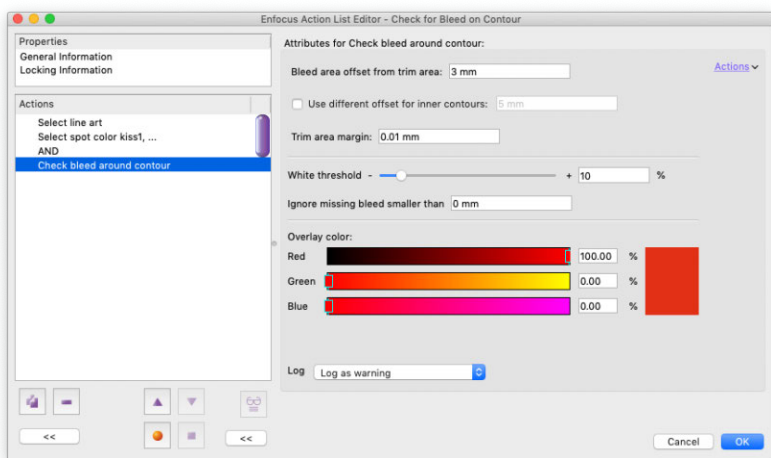 Enfocus Action List Editor - Check for Bleed on Contour
Properties
General Information
Locking Information
Actions
Select line art
Select spot color kiss1, ...
AND
Check bleed around contour
<<
<<
Attributes for Check bleed around contour:
Actions
Bleed area offset from trim area: 3 mm
Use different offset for inner contours: 5 mm
Trim area margin: 0.01 mm
White threshold - + 10 %
Ignore missing bleed smaller than 0 mm
Overlay color:
Red 100.00 %
Green 0.00 %
Blue 0.00 %
Log Log as warning
Cancel OK